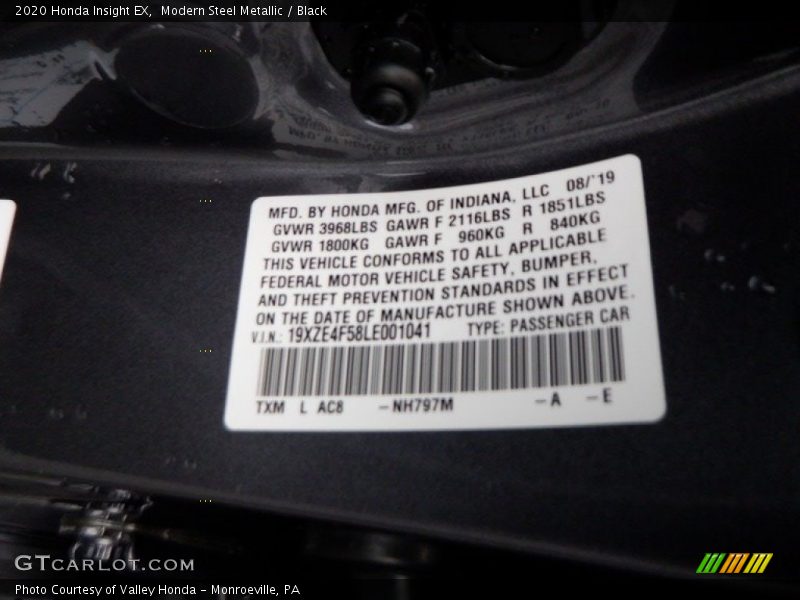 2020 Honda Insight EX,  Modern Steel Metallic / Black
MFD. BY HONDA MFG. OF INDIANA, LLC 08/'19
GVWR 3968LBS GAWR F 2116LBS R 1851LBS
GVWR 1800KG GAWR F 960KG R 840KG
THIS VEHICLE CONFORMS TO ALL APPLICABLE
FEDERAL MOTOR VEHICLE SAFETY, BUMPER,
AND THEFT PREVENTION STANDARDS IN EFFECT
ON THE DATE OF MANUFACTURE SHOWN ABOVE.
V.I.N.: 19XZE4F58LE001041 TYPE: PASSENGER CAR
TXM L AC8 -NH797M -A -E
GTCARLOT.COM
Photo Courtesy of Valley Honda - Monroeville, PA